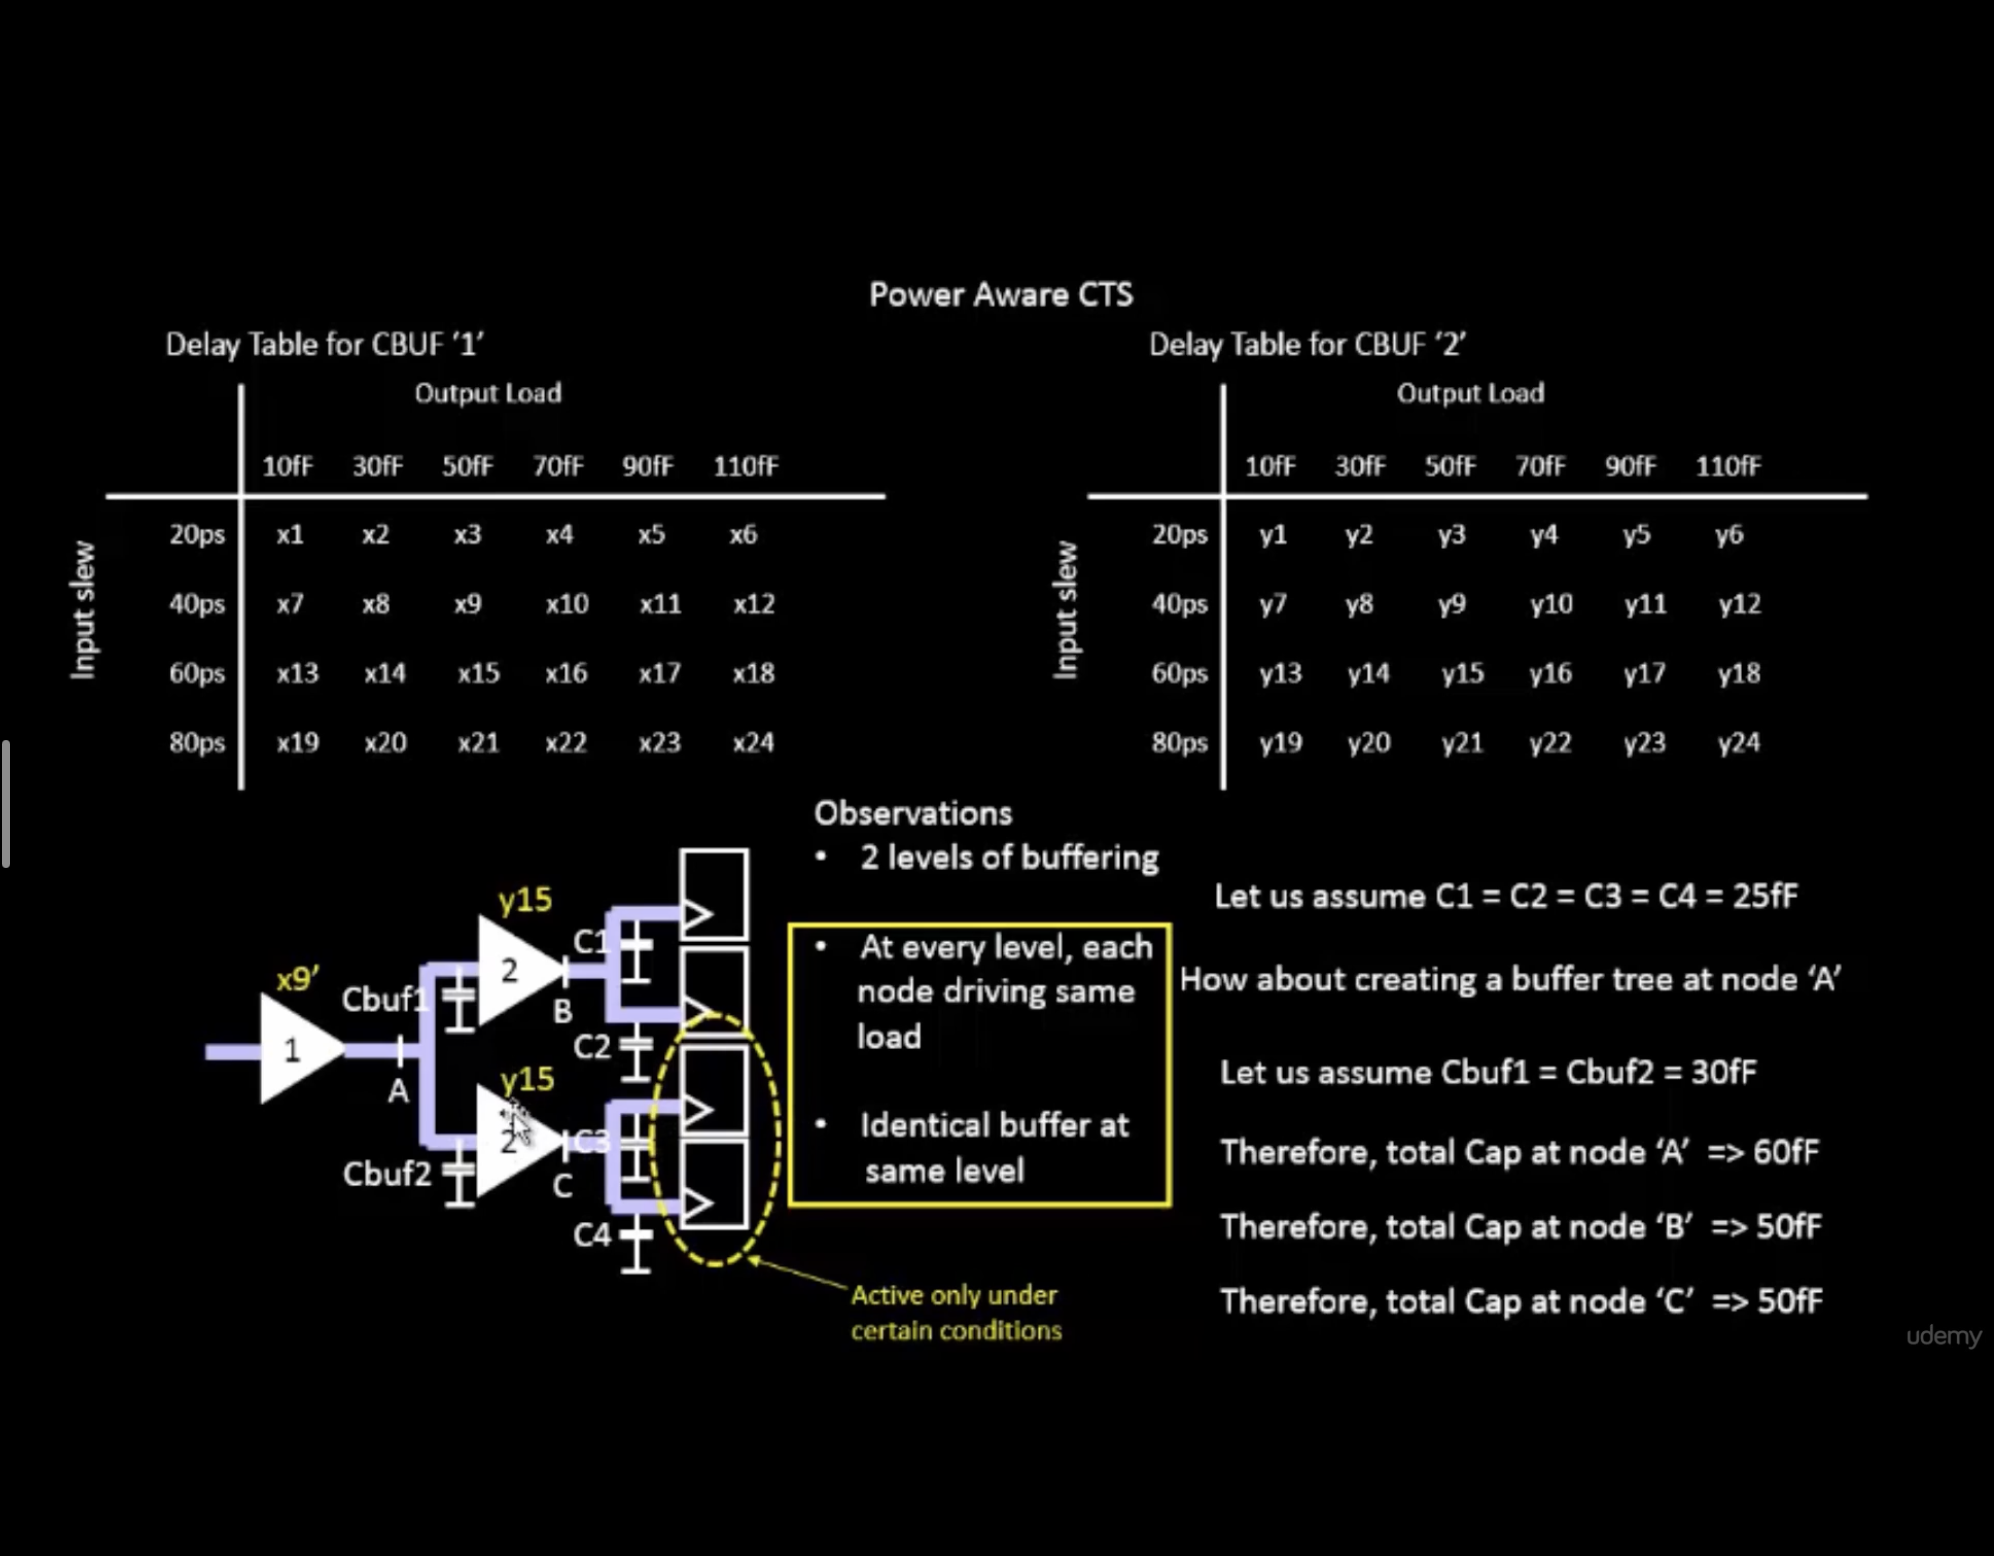 Power Aware CTS
Delay Table for CBUF '1'
Output Load
10fF 30fF 50fF 70fF 90fF 110fF
Input slew
20ps x1 x2 x3 x4 x5 x6
40ps x7 x8 x9 x10 x11 x12
60ps x13 x14 x15 x16 x17 x18
80ps x19 x20 x21 x22 x23 x24
Delay Table for CBUF '2'
Output Load
10fF 30fF 50fF 70fF 90fF 110fF
Input slew
20ps y1 y2 y3 y4 y5 y6
40ps y7 y8 y9 y10 y11 y12
60ps y13 y14 y15 y16 y17 y18
80ps y19 y20 y21 y22 y23 y24
x9'
1
A
Cbuf1
y15
2
B
C1
C2
Cbuf2
y15
2
C
C3
C4
Observations
• 2 levels of buffering
• At every level, each
node driving same
load
• Identical buffer at
same level
Active only under
certain conditions
Let us assume C1 = C2 = C3 = C4 = 25fF
How about creating a buffer tree at node 'A'
Let us assume Cbuf1 = Cbuf2 = 30fF
Therefore, total Cap at node 'A' => 60fF
Therefore, total Cap at node 'B' => 50fF
Therefore, total Cap at node 'C' => 50fF
udemy